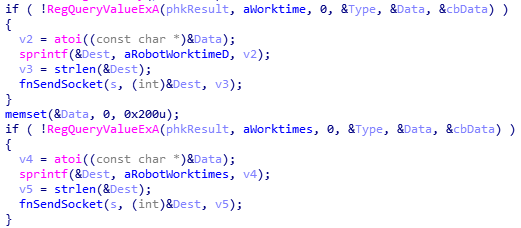 if ( !RegQueryValueExA(phkResult, aWorktime, 0, &Type, &Data, &cbData) )
{
v2 = atoi((const char *)&Data);
sprintf(&Dest, aRobotWorktimeD, v2);
v3 = strlen(&Dest);
fnSendSocket(s, (int)&Dest, v3);
}
memset(&Data, 0, 0x200u);
if ( !RegQueryValueExA(phkResult, aWorktimes, 0, &Type, &Data, &cbData) )
{
v4 = atoi((const char *)&Data);
sprintf(&Dest, aRobotWorktimes, v4);
v5 = strlen(&Dest);
fnSendSocket(s, (int)&Dest, v5);
}